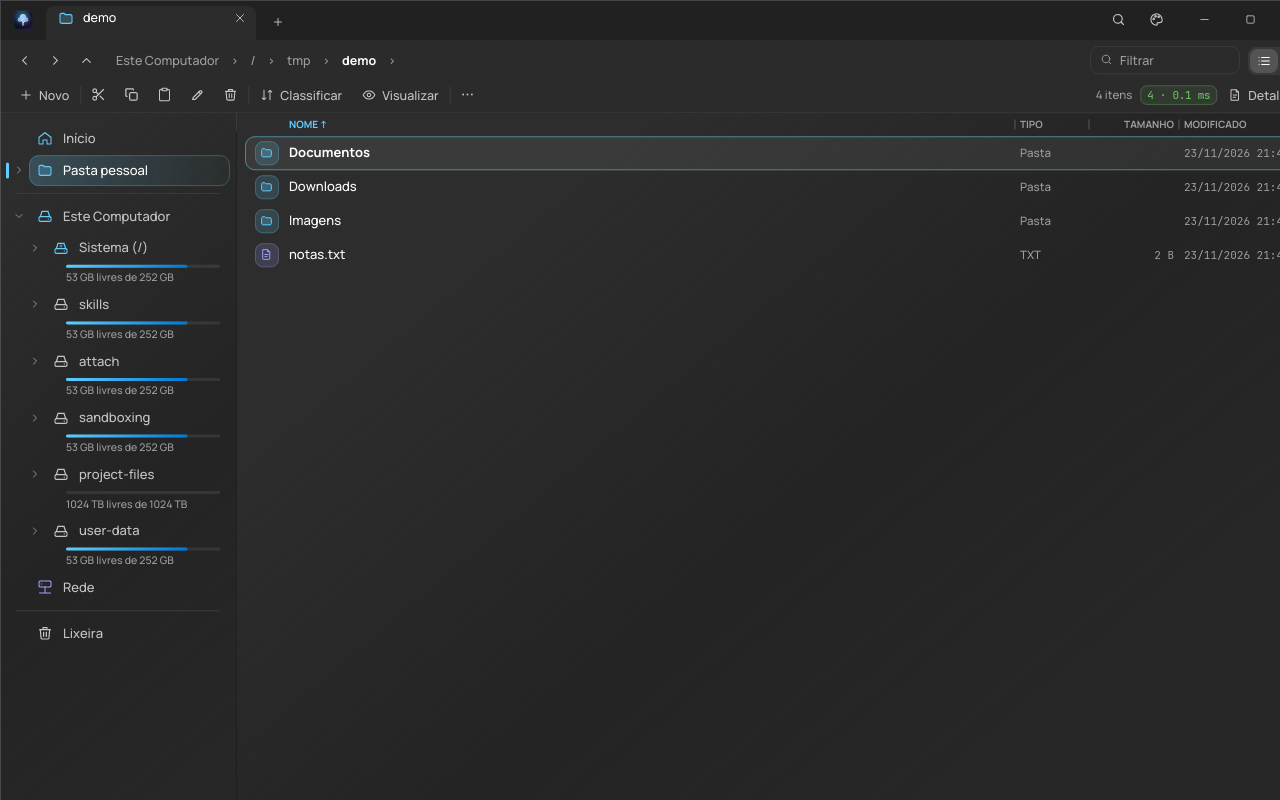 demo
Este Computador / tmp demo
Filtrar
Novo Classificar Visualizar
4 itens 4 · 0.1 ms Detal
NOME ↑ TIPO TAMANHO MODIFICADO
Documentos Pasta 23/11/2026 21:4
Downloads Pasta 23/11/2026 21:4
Imagens Pasta 23/11/2026 21:4
notas.txt TXT 2 B 23/11/2026 21:4
Início
Pasta pessoal
Este Computador
Sistema (/)
53 GB livres de 252 GB
skills
53 GB livres de 252 GB
attach
53 GB livres de 252 GB
sandboxing
53 GB livres de 252 GB
project-files
1024 TB livres de 1024 TB
user-data
53 GB livres de 252 GB
Rede
Lixeira